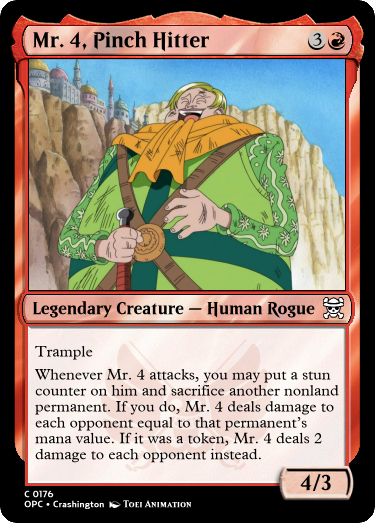 Mr. 4, Pinch Hitter 3
Legendary Creature — Human Rogue
Trample
Whenever Mr. 4 attacks, you may put a stun
counter on him and sacrifice another nonland
permanent. If you do, Mr. 4 deals damage to
each opponent equal to that permanent's
mana value. If it was a token, Mr. 4 deals 2
damage to each opponent instead.
4/3
C 0176
OPC • Crashington TOEI ANIMATION